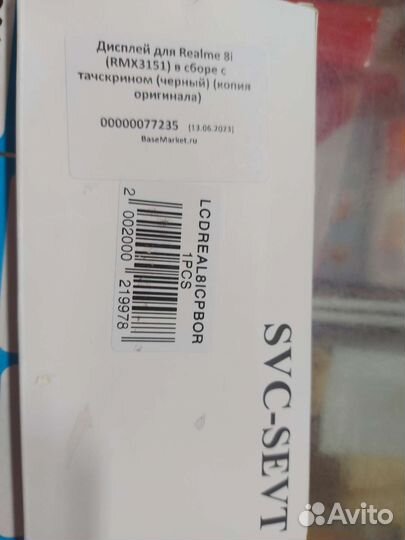 Дисплей для Realme 8i
(RMX3151) в сборе с
тачскрином (черный) (копия
оригинала)
00000077235 [13.06.2023]
BaseMarket.ru
LCDREAL8ICPBOR
1PCS
2 002000 219978
SVC-SEVT
Avito